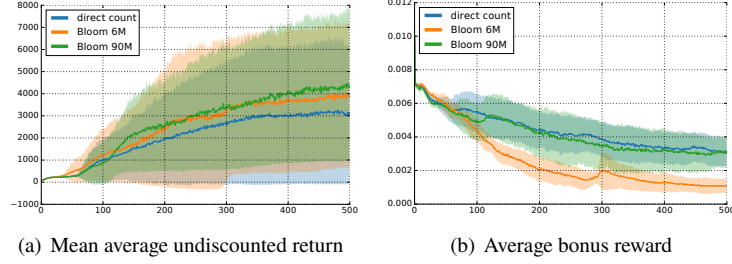 8000
7000
6000
5000
4000
3000
2000
1000
0
−1000
0 100 200 300 400 500
direct count
Bloom 6M
Bloom 90M
(a) Mean average undiscounted return
0.012
0.010
0.008
0.006
0.004
0.002
0.000
0 100 200 300 400 500
direct count
Bloom 6M
Bloom 90M
(b) Average bonus reward